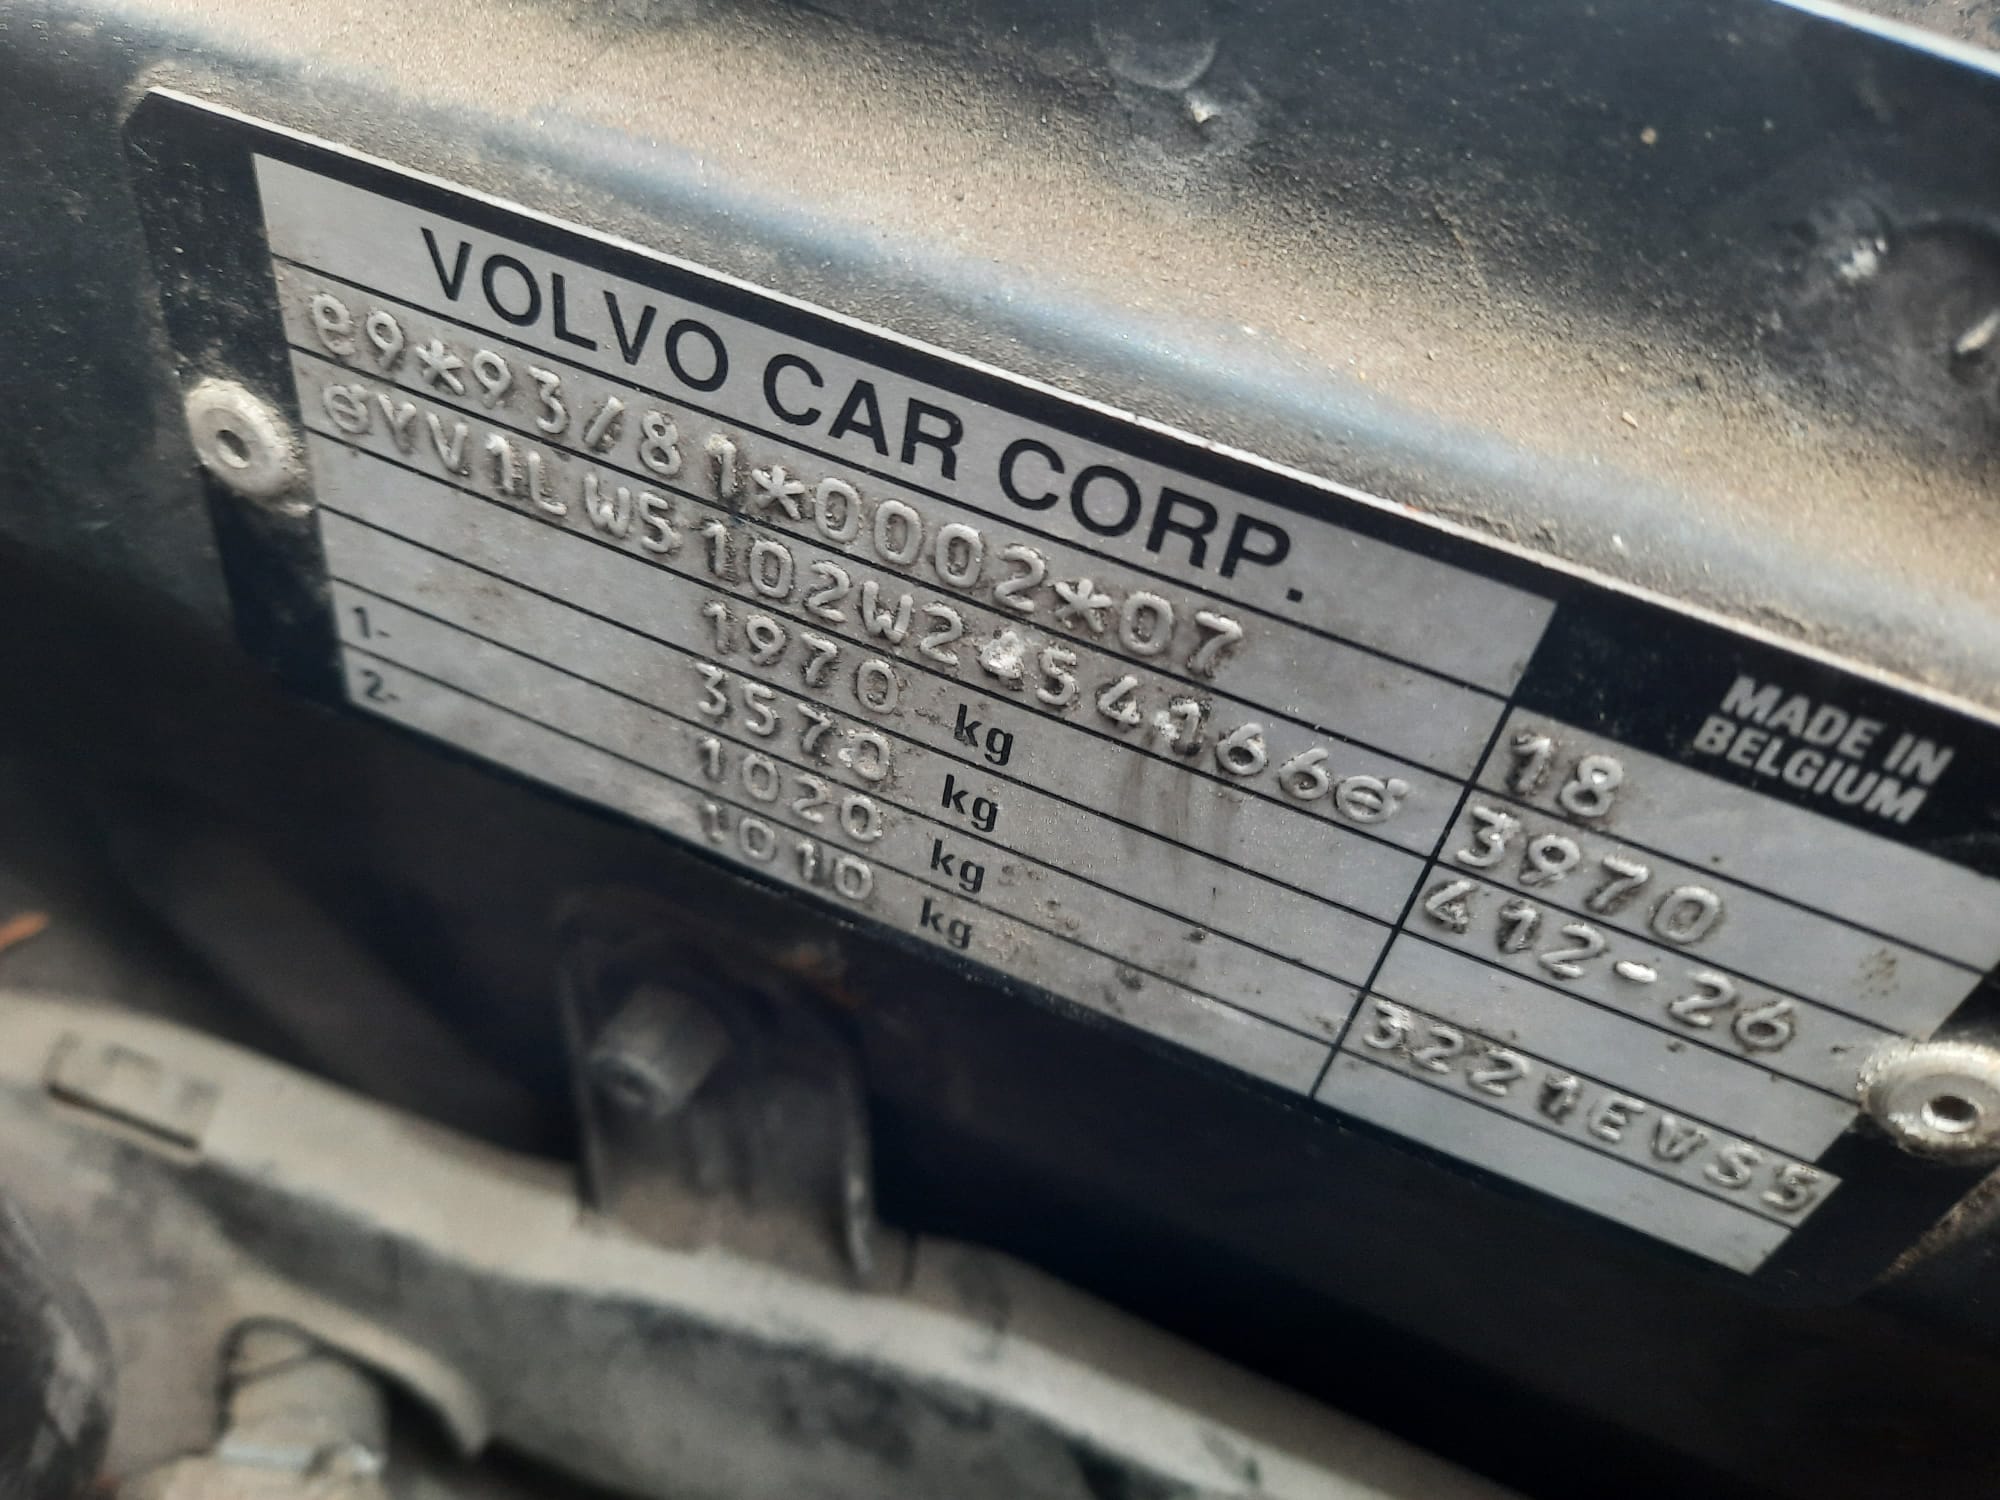 VOLVO CAR CORP.
MADE IN
BELGIUM
e9*93/81*0002*07
18
YV1LW5102W2454166
3970
1970 kg
412-26
3570 kg
1- 1020 kg
3221EVS5
2- 1010 kg